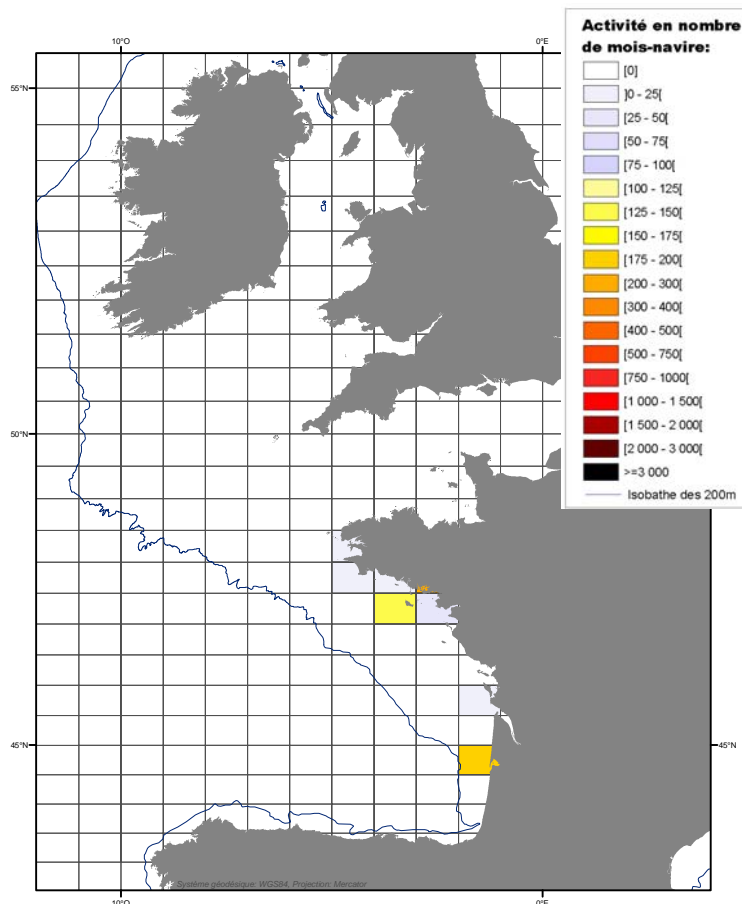 Activité en nombre
de mois-navire:
[0]
]0 - 25[
[25 - 50[
[50 - 75[
[75 - 100[
[100 - 125[
[125 - 150[
[150 - 175[
[175 - 200[
[200 - 300[
[300 - 400[
[400 - 500[
[500 - 750[
[750 - 1000[
[1 000 - 1 500[
[1 500 - 2 000[
[2 000 - 3 000[
>=3 000
Isobathe des 200m
10°O
0°E
55°N
50°N
45°N
45°N
Système géodésique: WGS84, Projection: Mercator
10°O
0°E